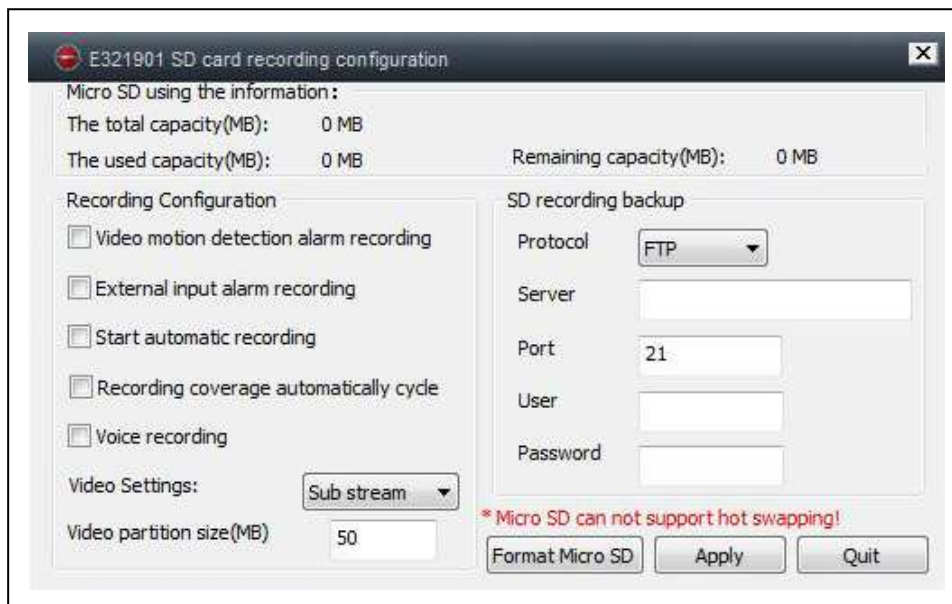 E321901 SD card recording configuration
Micro SD using the information:
The total capacity(MB): 0 MB
The used capacity(MB): 0 MB Remaining capacity(MB): 0 MB
Recording Configuration
Video motion detection alarm recording
External input alarm recording
Start automatic recording
Recording coverage automatically cycle
Voice recording
Video Settings: Sub stream
Video partition size(MB) 50
SD recording backup
Protocol FTP
Server
Port 21
User
Password
* Micro SD can not support hot swapping!
Format Micro SD Apply Quit